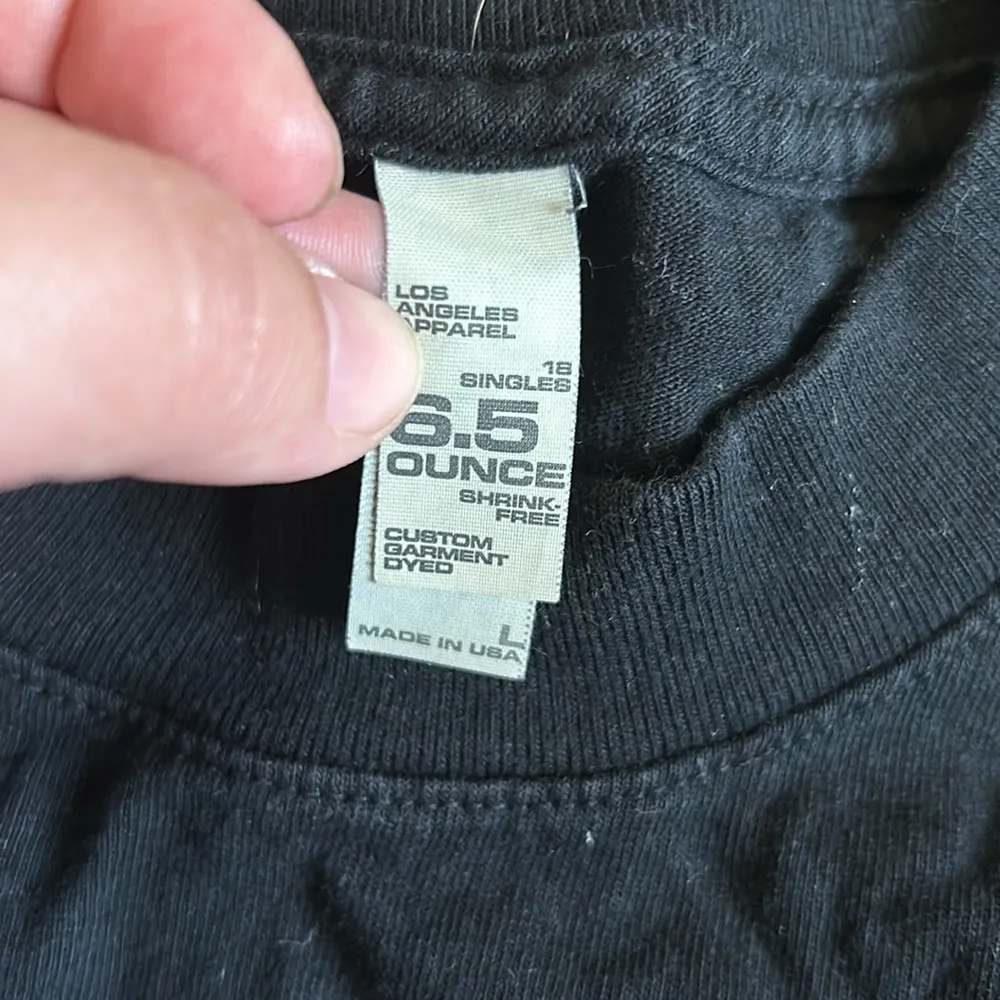 LOS
ANGELES
APPAREL
18
SINGLES
6.5
OUNCE
SHRINK-
FREE
CUSTOM
GARMENT
DYED
L
MADE IN USA